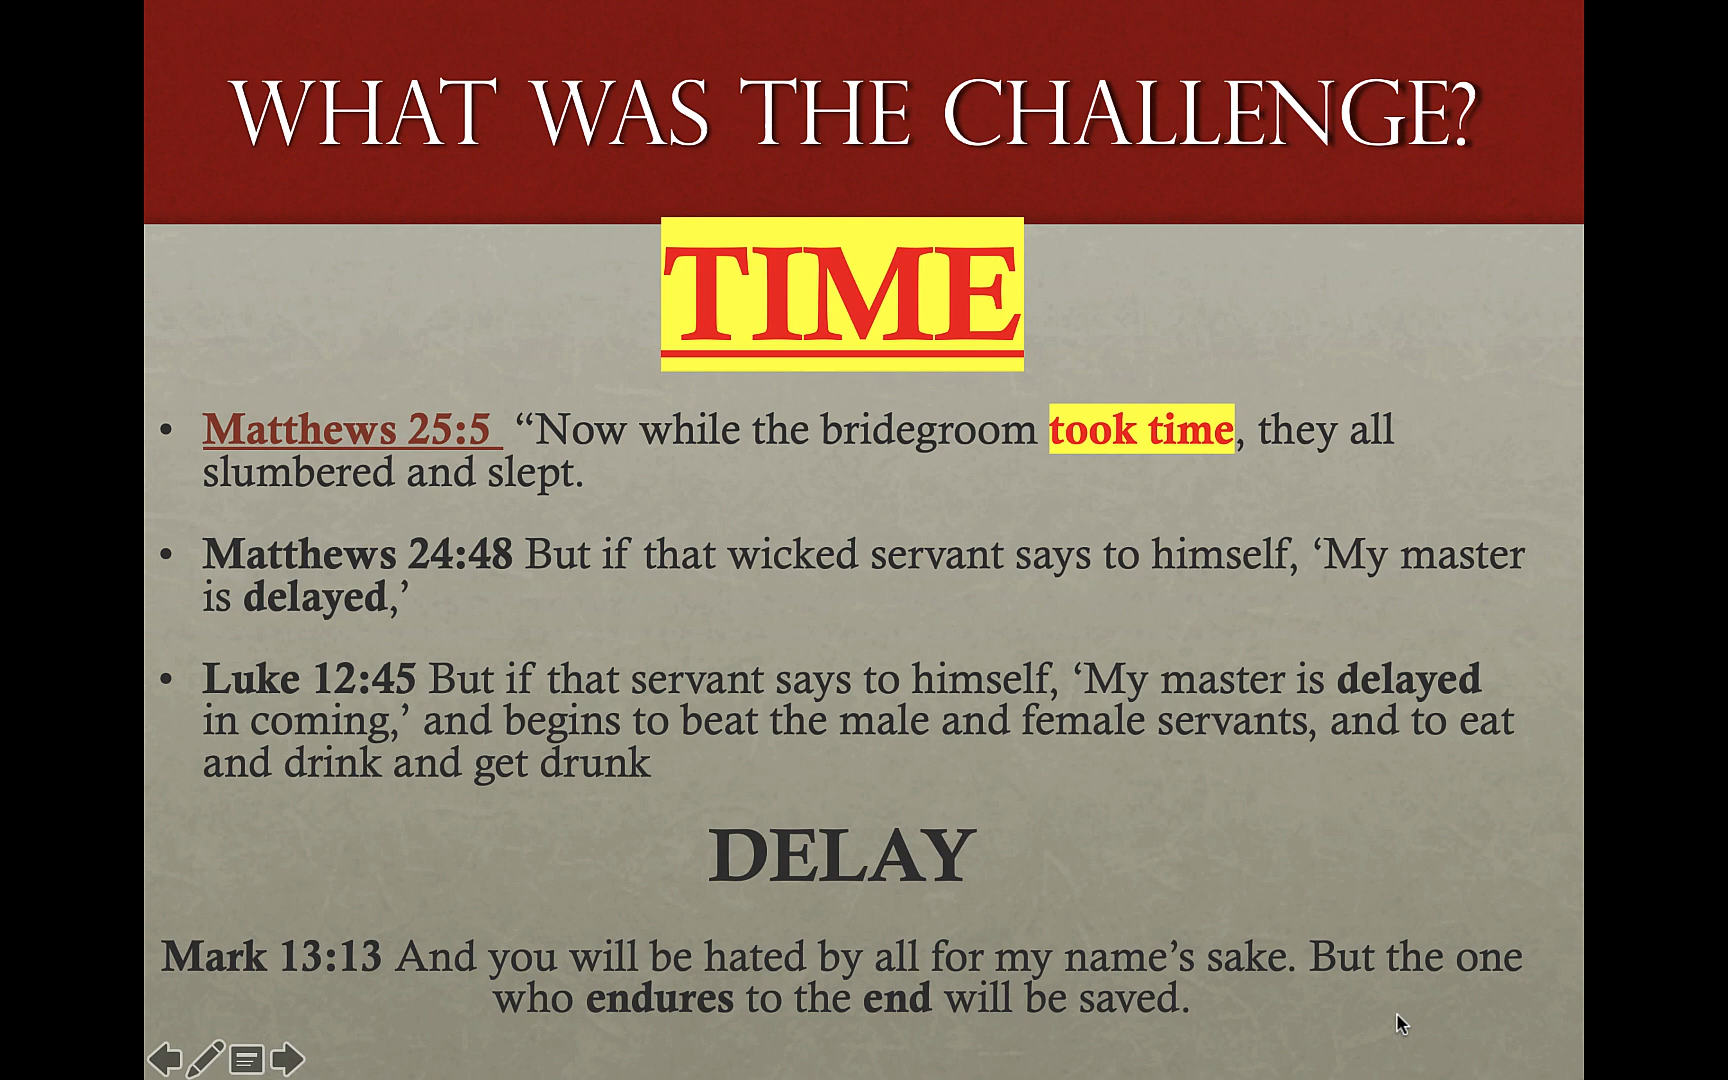 WHAT WAS THE CHALLENGE?
TIME
• Matthews 25:5 “Now while the bridegroom took time, they all
slumbered and slept.
• Matthews 24:48 But if that wicked servant says to himself, ‘My master
is delayed,’
• Luke 12:45 But if that servant says to himself, ‘My master is delayed
in coming,’ and begins to beat the male and female servants, and to eat
and drink and get drunk
DELAY
Mark 13:13 And you will be hated by all for my name’s sake. But the one
who endures to the end will be saved.